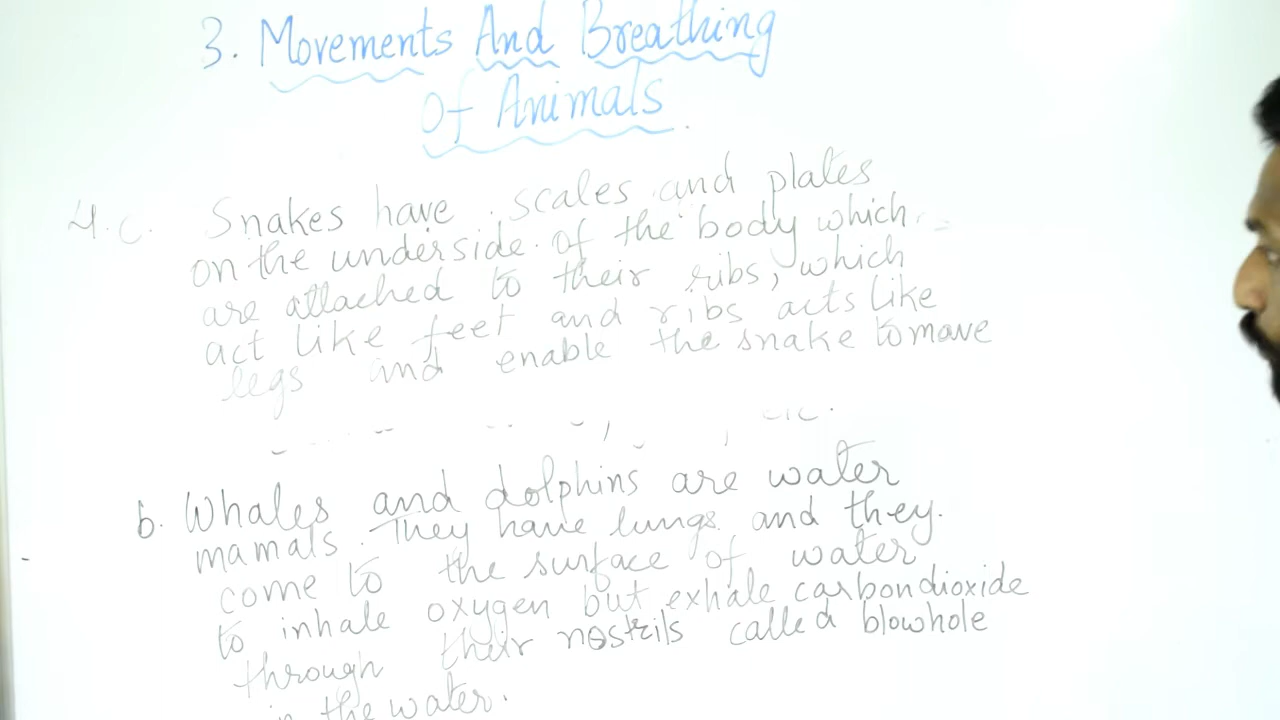 3. Movements And Breathing
Of Animals.
4. c. Snakes have scales and plates
on the underside of the body which
are attached to their ribs, which
act like feet and ribs acts like
legs and enable the snake to move
etc.
b. Whales and dolphins are water
mamals. They have lungs and they.
come to the surface of water
to inhale oxygen but exhale carbondioxide
through their nostrils called blowhole
in the water.